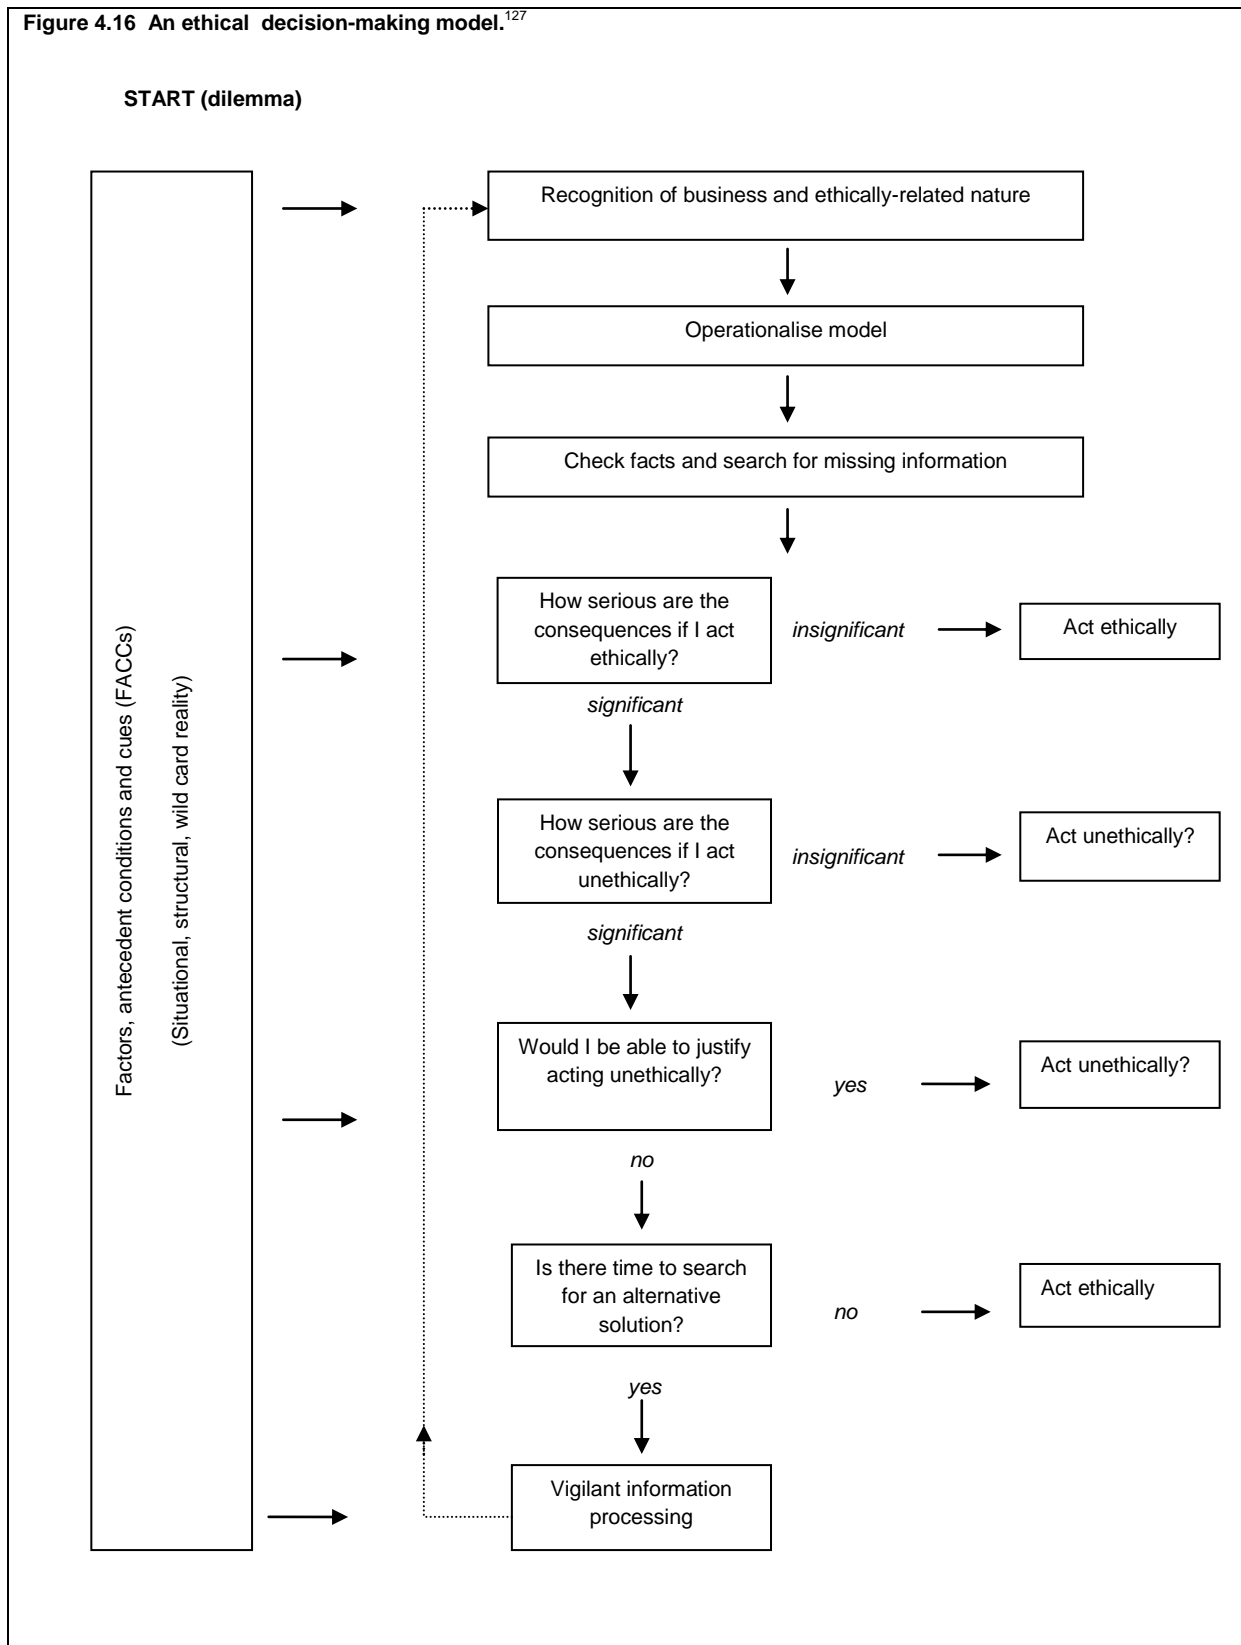 Figure 4.16 An ethical decision-making model.127
START (dilemma)
Factors, antecedent conditions and cues (FACCs)
(Situational, structural, wild card reality)
Recognition of business and ethically-related nature
Operationalise model
Check facts and search for missing information
How serious are the
consequences if I act
ethically?
insignificant
Act ethically
significant
How serious are the
consequences if I act
unethically?
insignificant
Act unethically?
significant
Would I be able to justify
acting unethically?
yes
Act unethically?
no
Is there time to search
for an alternative
solution?
no
Act ethically
yes
Vigilant information
processing